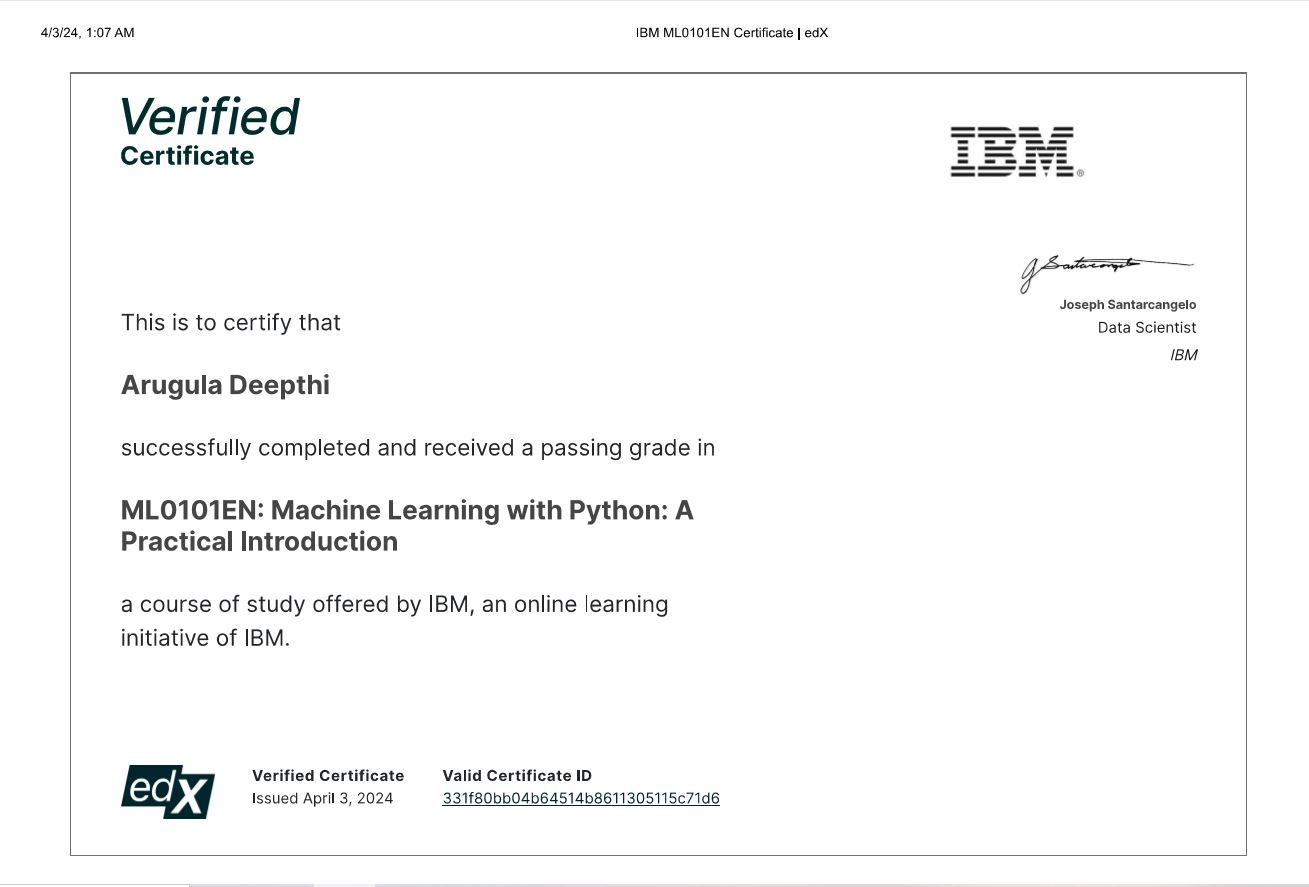 4/3/24, 1:07 AM IBM ML0101EN Certificate | edX
Verified
Certificate
IBM®
J Santarcangelo
Joseph Santarcangelo
Data Scientist
IBM
This is to certify that
Arugula Deepthi
successfully completed and received a passing grade in
ML0101EN: Machine Learning with Python: A
Practical Introduction
a course of study offered by IBM, an online learning
initiative of IBM.
edX
Verified Certificate
Issued April 3, 2024
Valid Certificate ID
331f80bb04b64514b8611305115c71d6